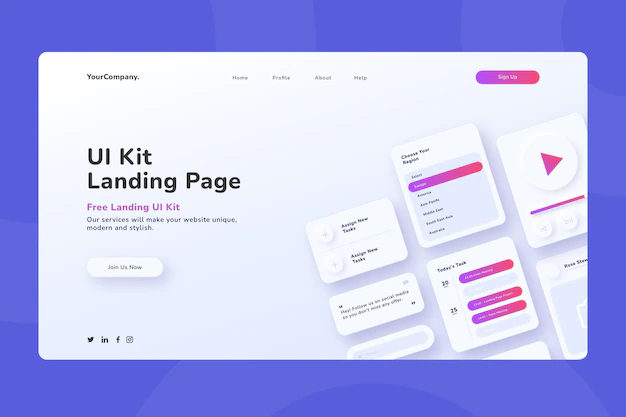 YourCompany.
Home
Profile
About
Help
Sign Up
UI Kit
Landing Page
Free Landing UI Kit
Our services will make your website unique,
modern and stylish.
Join Us Now
Choose Your
Region
Select
Europe
America
Asia Pacific
Middle East
South East Asia
Australia
Assign New
Tasks
Assign New
Tasks
Hey! Follow us on social media
so you don't miss any offer.
Today's Task
20
25
Ross Stew